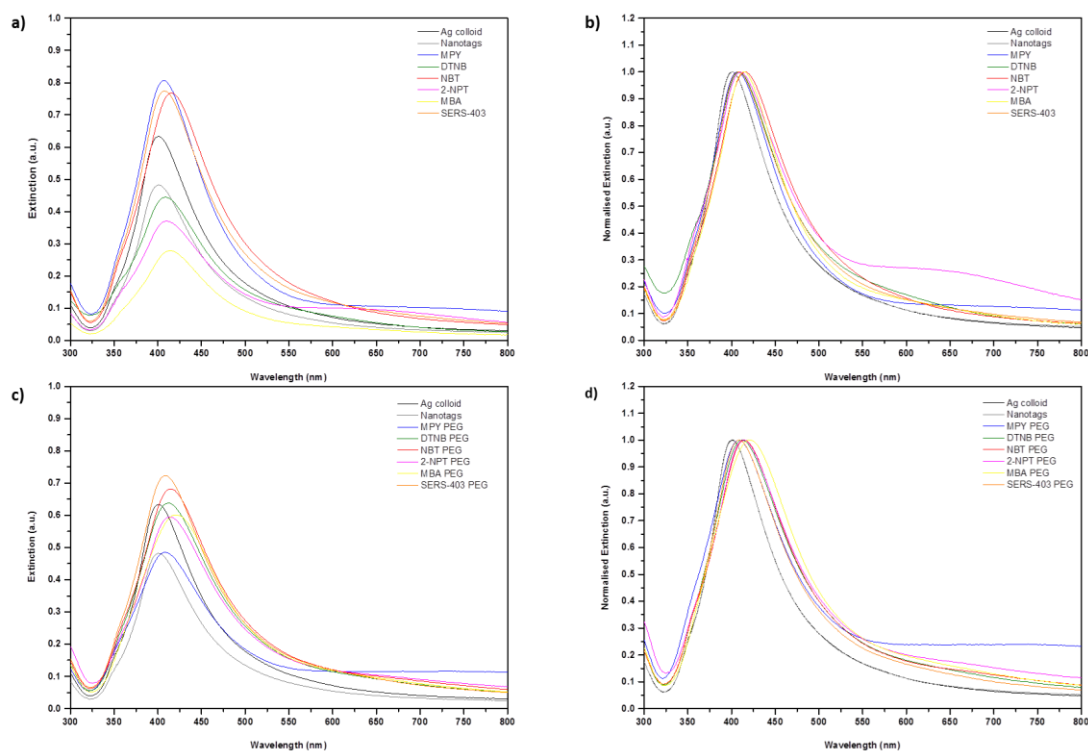 a)
1.0
0.9
0.8
0.7
0.6
0.5
0.4
0.3
0.2
0.1
0.0
Extinction (a.u.)
300 350 400 450 500 550 600 650 700 750 800
Wavelength (nm)
Ag colloid
Nanotags
MPY
DTNB
NBT
2-NPT
MBA
SERS-403
b)
1.2
1.1
1.0
0.9
0.8
0.7
0.6
0.5
0.4
0.3
0.2
0.1
0.0
Normalised Extinction (a.u.)
300 350 400 450 500 550 600 650 700 750 800
Wavelength (nm)
Ag colloid
Nanotags
MPY
DTNB
NBT
2-NPT
MBA
SERS-403
c)
1.0
0.9
0.8
0.7
0.6
0.5
0.4
0.3
0.2
0.1
0.0
Extinction (a.u.)
300 350 400 450 500 550 600 650 700 750 800
Wavelength (nm)
Ag colloid
Nanotags
MPY PEG
DTNB PEG
NBT PEG
2-NPT PEG
MBA PEG
SERS-403 PEG
d)
1.2
1.1
1.0
0.9
0.8
0.7
0.6
0.5
0.4
0.3
0.2
0.1
0.0
Normalised Extinction (a.u.)
300 350 400 450 500 550 600 650 700 750 800
Wavelength (nm)
Ag colloid
Nanotags
MPY PEG
DTNB PEG
NBT PEG
2-NPT PEG
MBA PEG
SERS-403 PEG